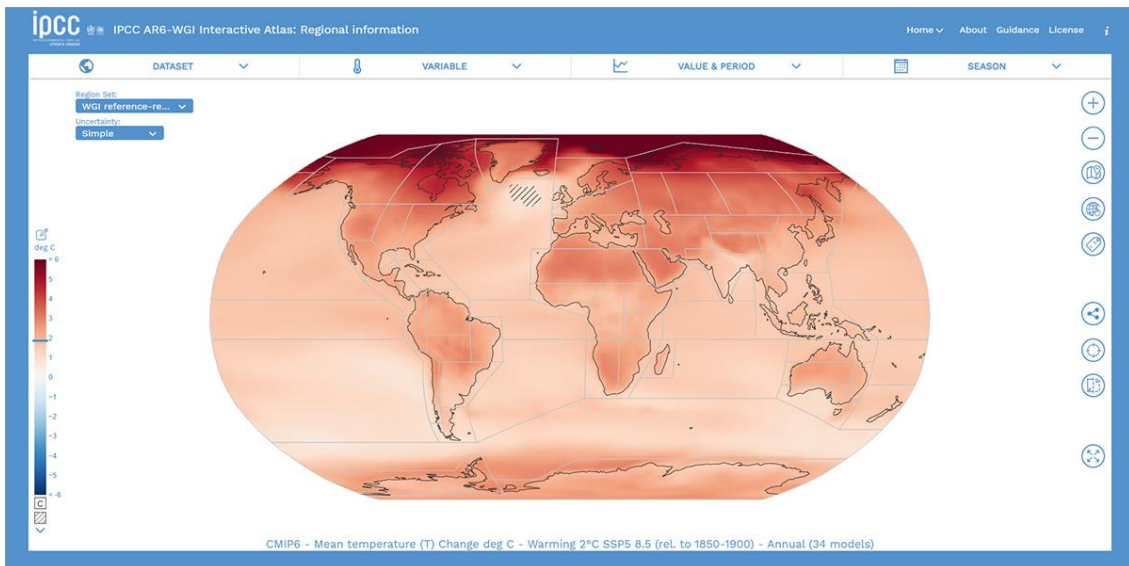 ipcc
IPCC AR6-WGI Interactive Atlas: Regional information
Home About Guidance License i
DATASET VARIABLE VALUE & PERIOD SEASON
Region Set:
WGI reference-re...
Uncertainty:
Simple
deg C
> 6
5
4
3
2
1
0
-1
-2
-3
-4
-5
< -6
C
CMIP6 - Mean temperature (T) Change deg C - Warming 2°C SSP5 8.5 (rel. to 1850-1900) - Annual (34 models)